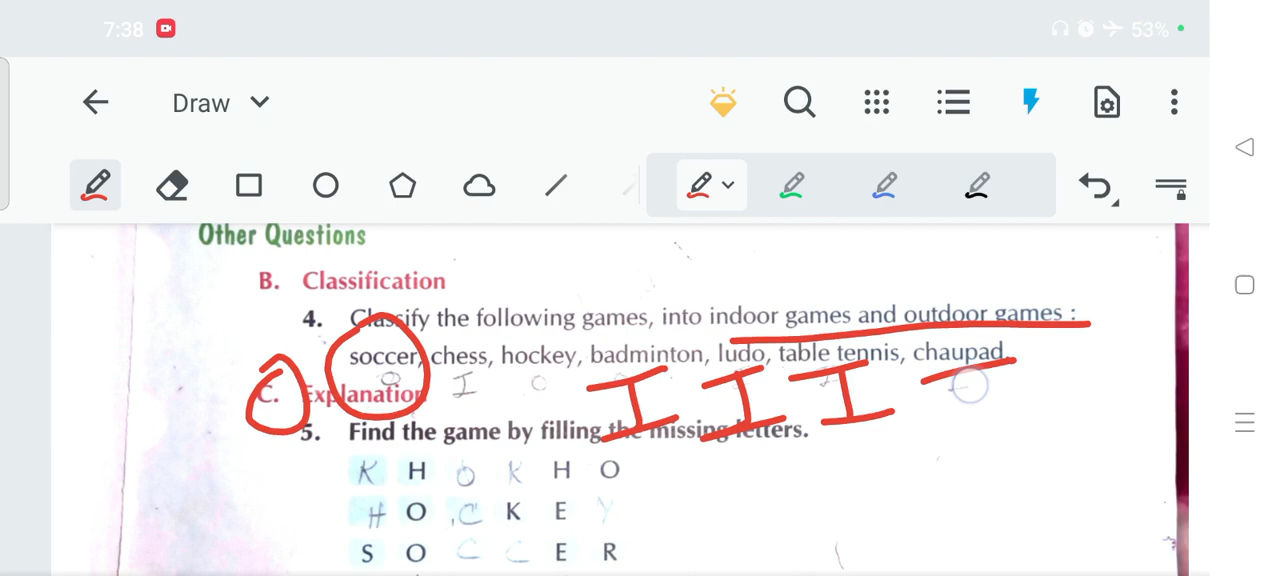 7:38 53%
Draw
Other Questions
B. Classification
4. Classify the following games, into indoor games and outdoor games :
soccer, chess, hockey, badminton, ludo, table tennis, chaupad.
O I O I I I
C. Explanation
5. Find the game by filling the missing letters.
K H O K H O
H O C K E Y
S O C C E R